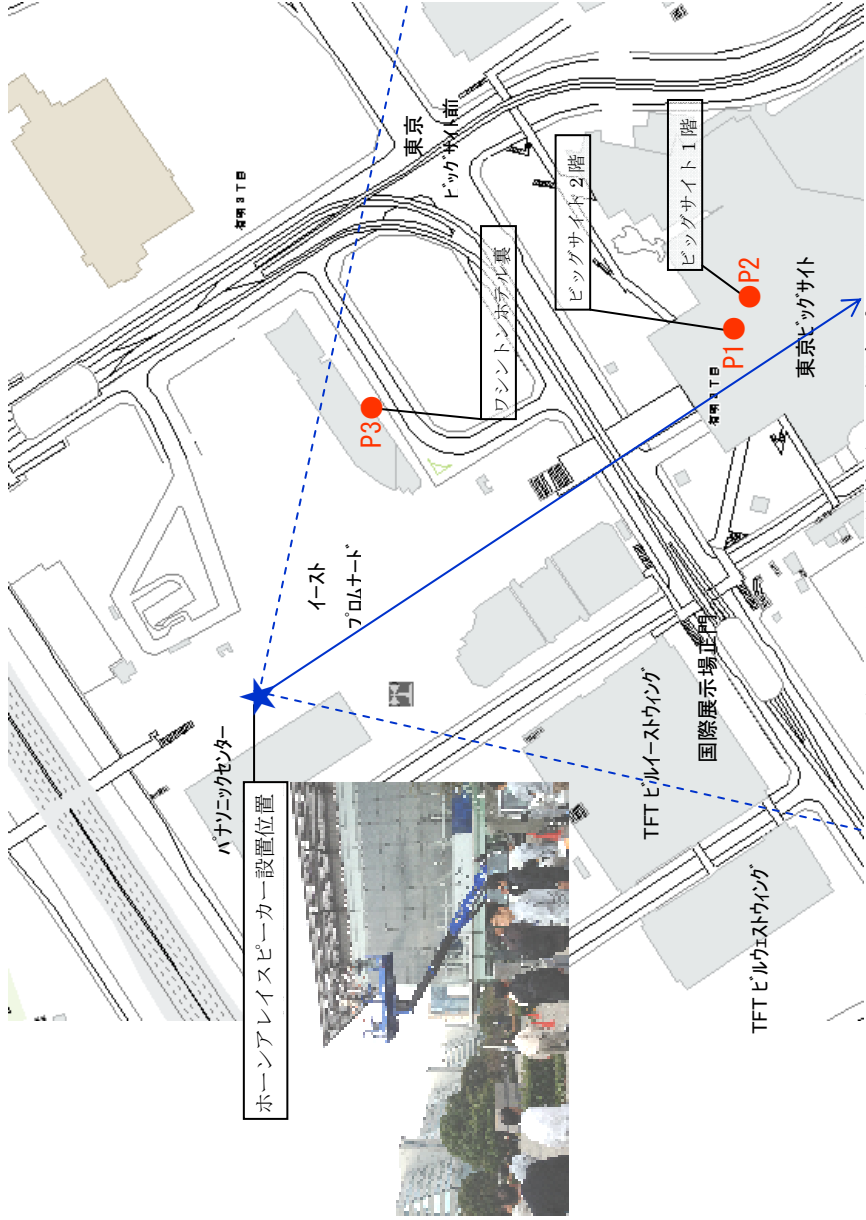 パナソニックセンター
有明3丁目
ホーンアレイスピーカー設置位置
イースト
プロムナード
P3
東京
ビッグサイト前
ワシントンホテル裏
ビッグサイト2階
TFTビルイーストウィング
ビッグサイト1階
国際展示場正門
有明3丁目
P1
P2
TFTビルウェストウィング
東京ビッグサイト